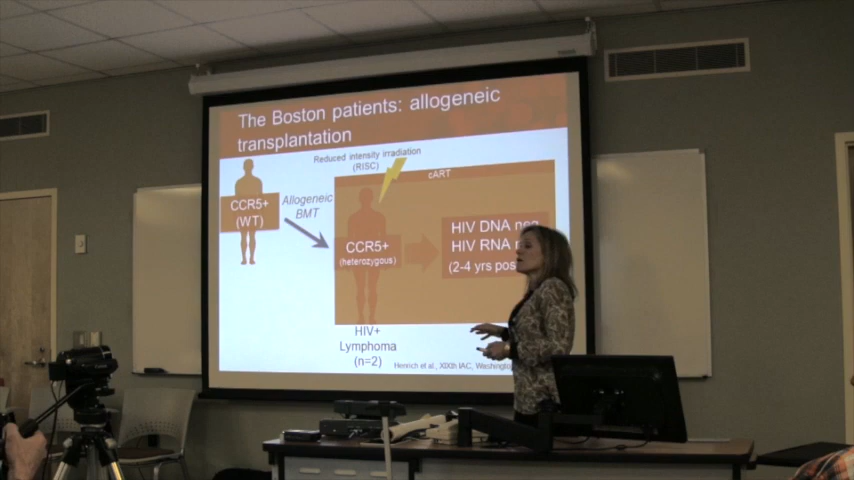 The Boston patients: allogeneic
transplantation
Reduced intensity irradiation
(RISC)
cART
CCR5+
(WT)
Allogeneic
BMT
CCR5+
(heterozygous)
HIV DNA neg
HIV RNA
(2-4 yrs pos
HIV+
Lymphoma
(n=2)
Henrich et al., XIXth IAC, Washington